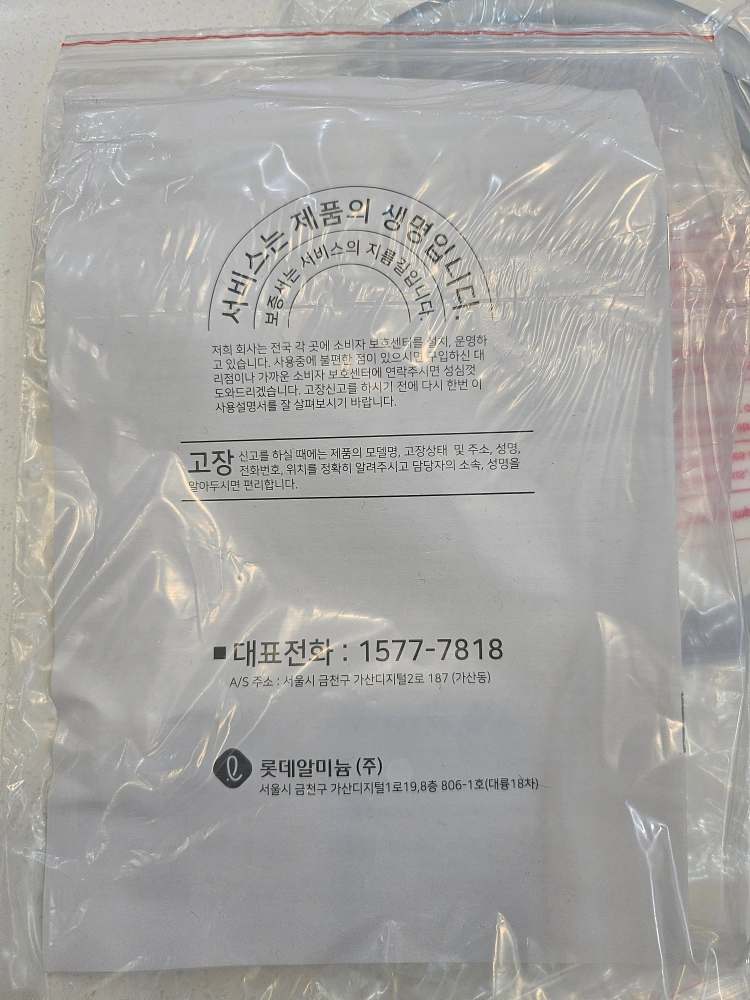 서비스는 제품의 생명입니다.
보증서는 서비스의 지름길입니다.
저희 회사는 전국 각 곳에 소비자 보호센터를 설치, 운영하
고 있습니다. 사용중에 불편한 점이 있으시면 구입하신 대
리점이나 가까운 소비자 보호센터에 연락주시면 성심껏
도와드리겠습니다. 고장신고를 하시기 전에 다시 한번 이
사용설명서를 잘 살펴보시기 바랍니다.
고장 신고를 하실 때에는 제품의 모델명, 고장상태 및 주소, 성명,
전화번호, 위치를 정확히 알려주시고 담당자의 소속, 성명을
알아두시면 편리합니다.
■ 대표전화 : 1577-7818
A/S 주소 : 서울시 금천구 가산디지털2로 187 (가산동)
롯데알미늄 (주)
서울시 금천구 가산디지털1로19,8층 806-1호(대륭18차)